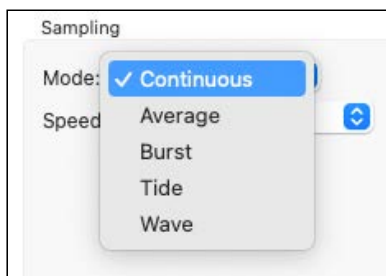 Sampling
Mode: ✓ Continuous
Speed Average
Burst
Tide
Wave